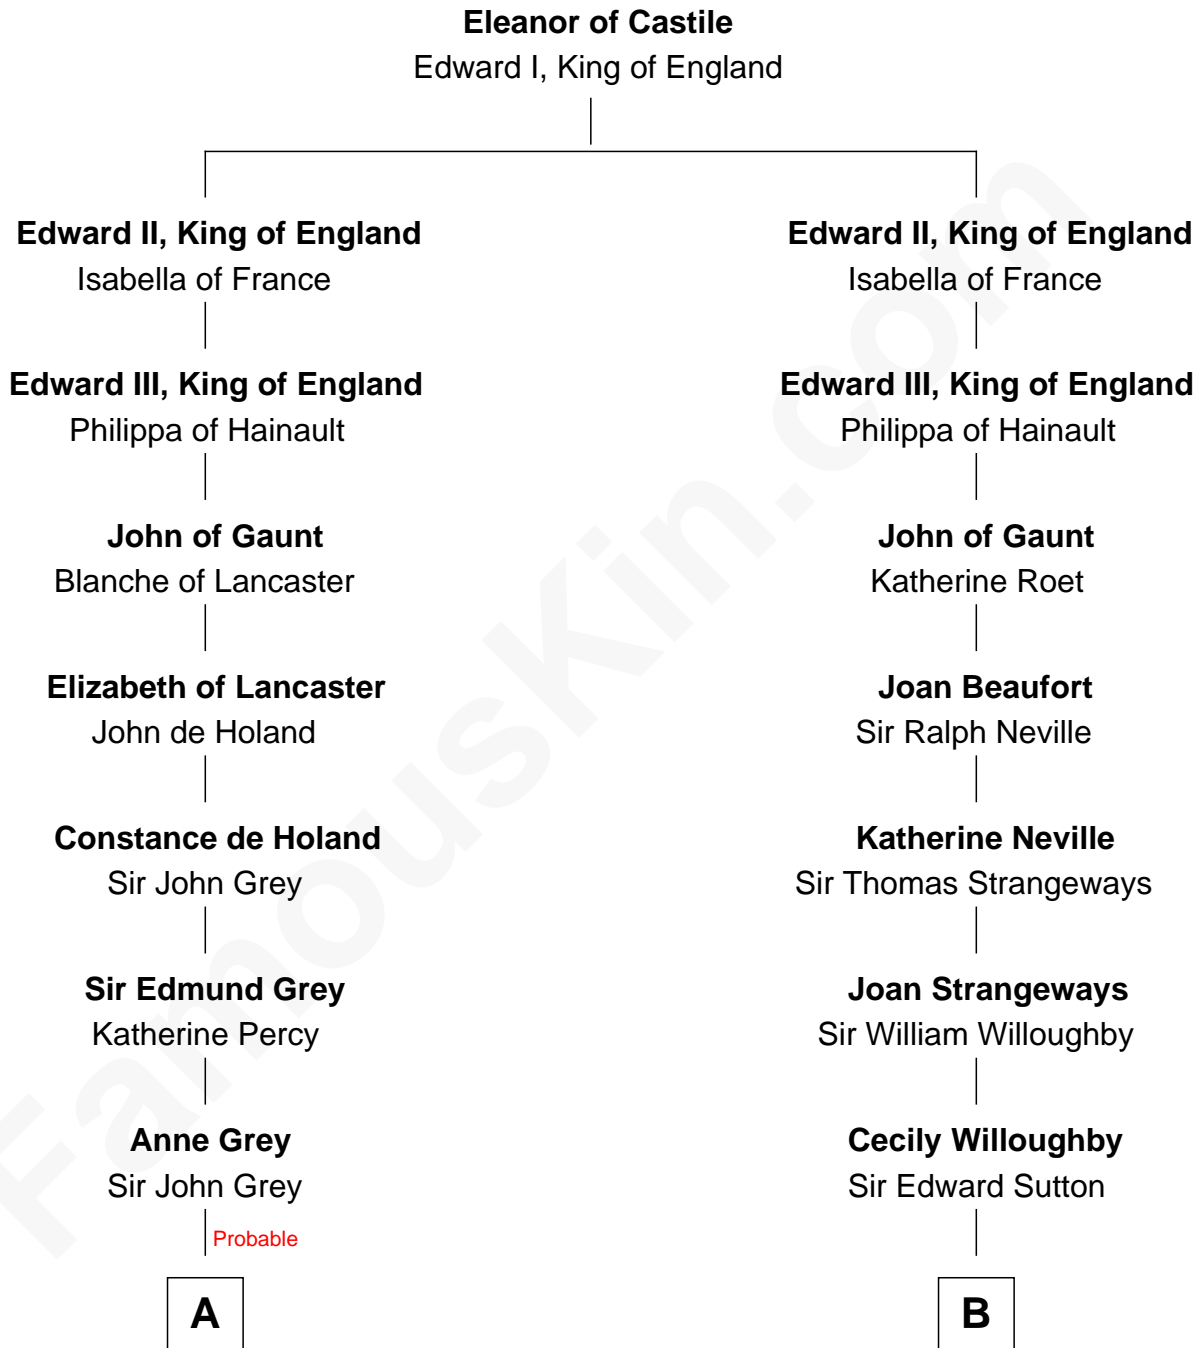 Eleanor of Castile
Edward I, King of England
Edward II, King of England
Isabella of France
Edward III, King of England
Philippa of Hainault
John of Gaunt
Blanche of Lancaster
Elizabeth of Lancaster
John de Holand
Constance de Holand
Sir John Grey
Sir Edmund Grey
Katherine Percy
Anne Grey
Sir John Grey
Probable
A
Edward II, King of England
Isabella of France
Edward III, King of England
Philippa of Hainault
John of Gaunt
Katherine Roet
Joan Beaufort
Sir Ralph Neville
Katherine Neville
Sir Thomas Strangeways
Joan Strangeways
Sir William Willoughby
Cecily Willoughby
Sir Edward Sutton
B
FamousKin.com